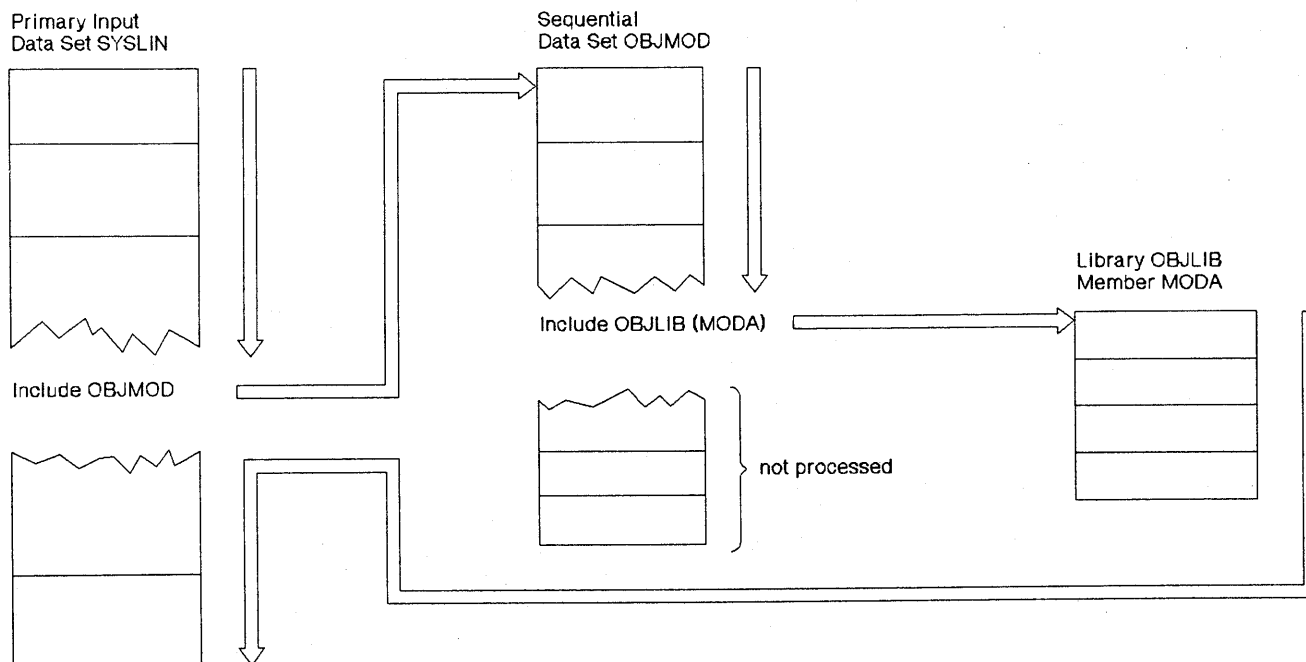 Primary Input
Data Set SYSLIN
Sequential
Data Set OBJMOD
Library OBJLIB
Member MODA
Include OBJLIB (MODA)
Include OBJMOD
not processed